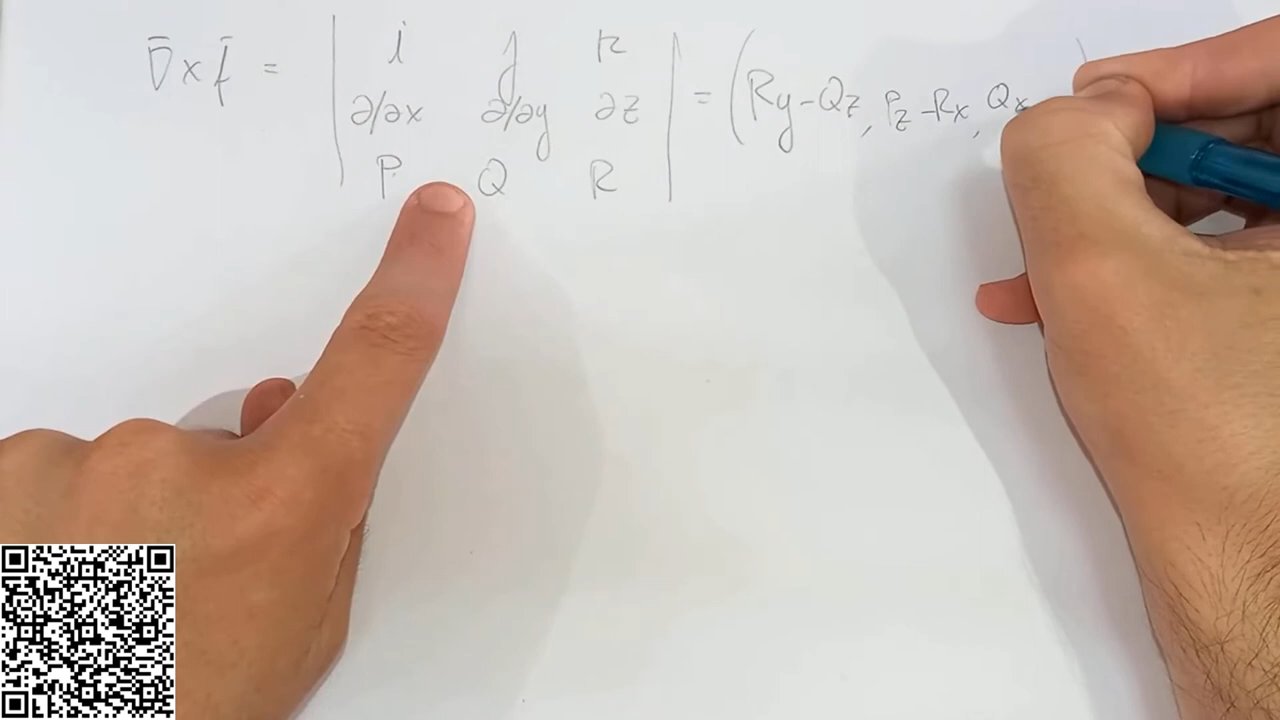 ∇̄ x f̄ = | i j k | = (Ry - Qz, Pz - Rx, Qx )
∂/∂x ∂/∂y ∂z
P Q R